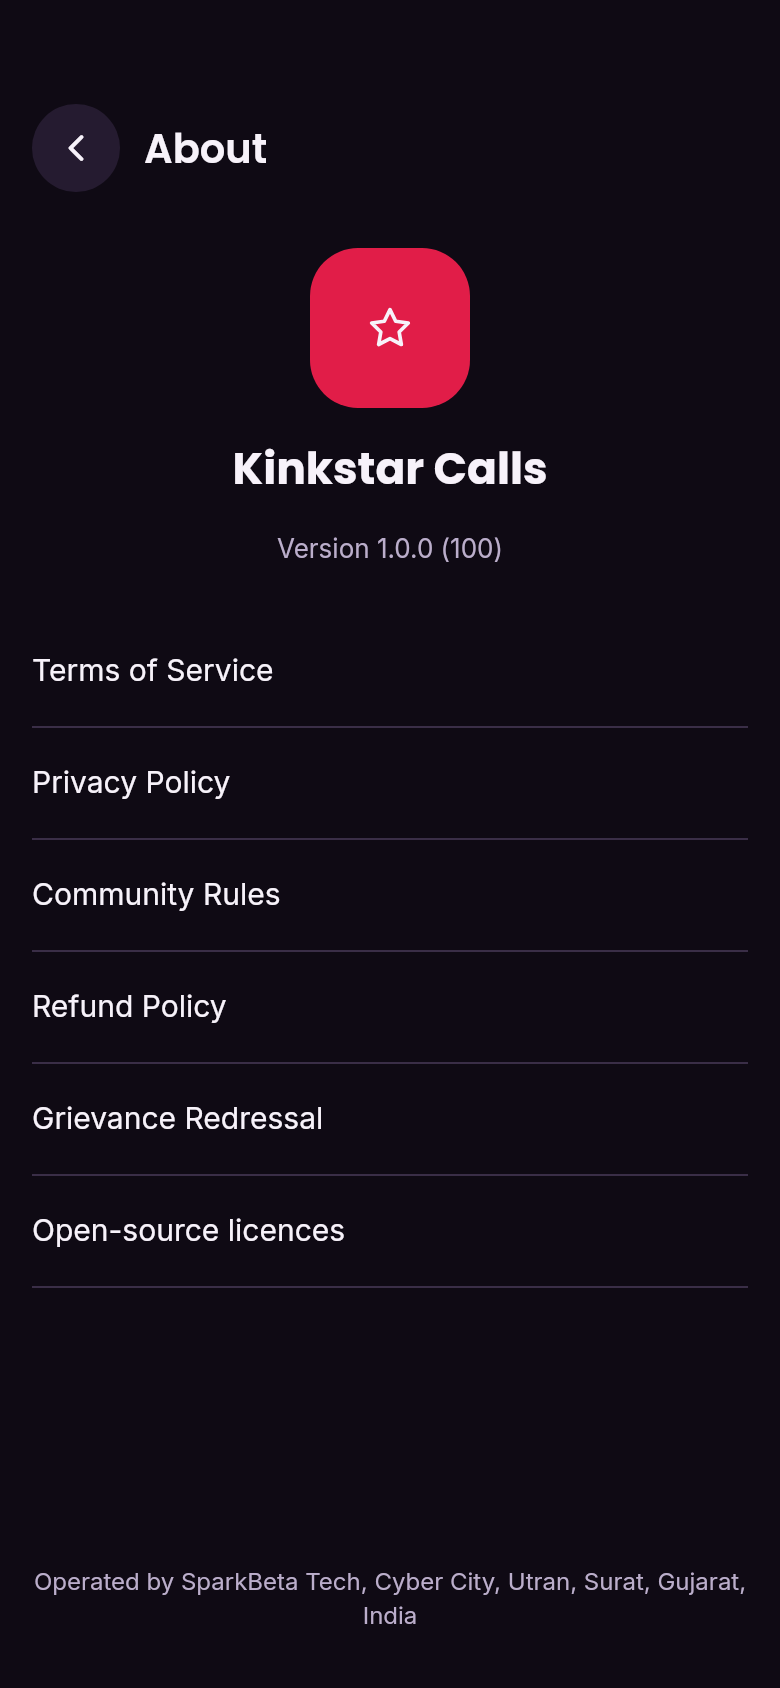 About
Kinkstar Calls
Version 1.0.0 (100)
Terms of Service
Privacy Policy
Community Rules
Refund Policy
Grievance Redressal
Open-source licences
Operated by SparkBeta Tech, Cyber City, Utran, Surat, Gujarat,
India